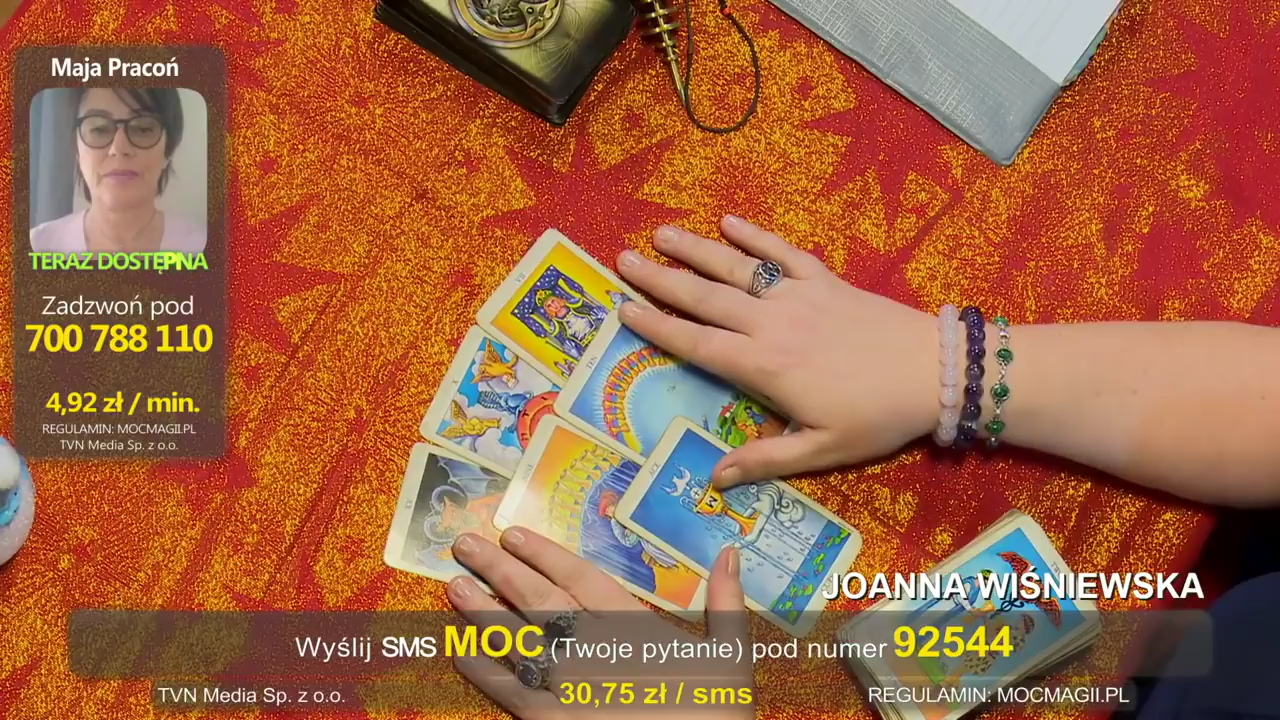 Maja Pracoń
TERAZ DOSTĘPNA
Zadzwoń pod
700 788 110
4,92 zł / min.
REGULAMIN: MOCMAGII.PL
TVN Media Sp. z o.o.
JOANNA WIŚNIEWSKA
Wyślij SMS MOC (Twoje pytanie) pod numer 92544
TVN Media Sp. z o.o. 30,75 zł / sms REGULAMIN: MOCMAGII.PL